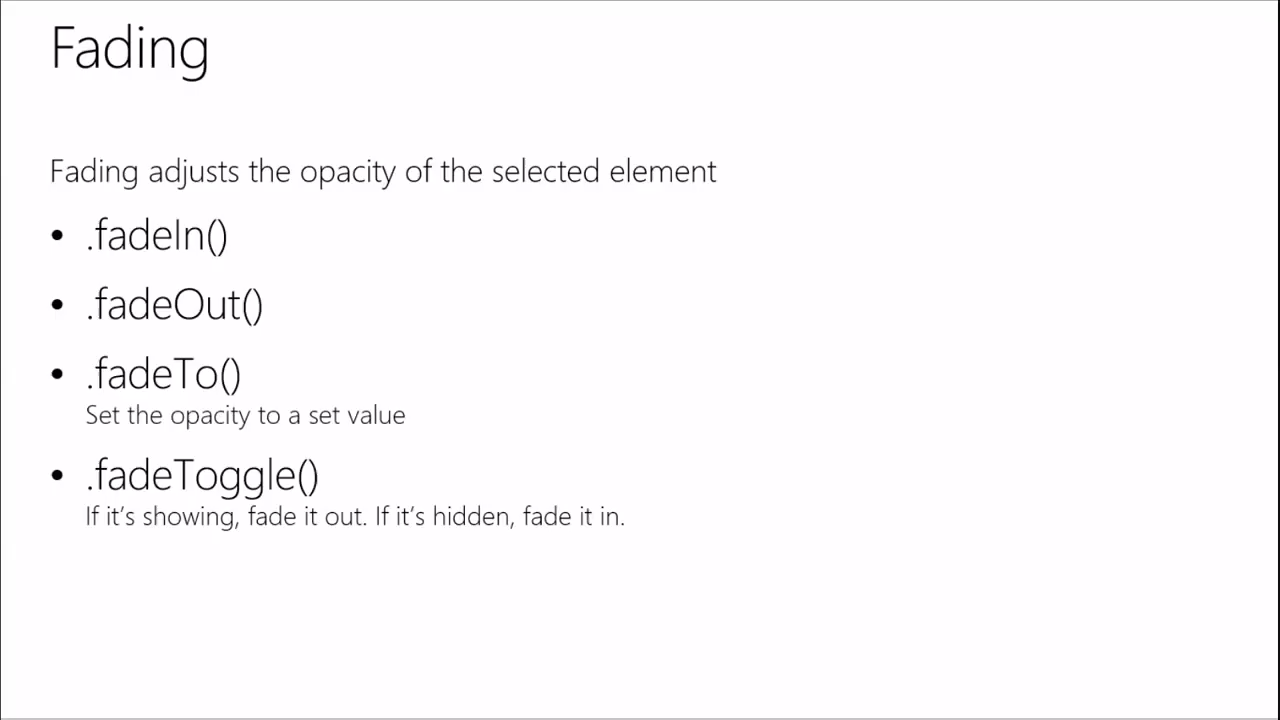 Fading
Fading adjusts the opacity of the selected element
• .fadeIn()
• .fadeOut()
• .fadeTo()
Set the opacity to a set value
• .fadeToggle()
If it’s showing, fade it out. If it’s hidden, fade it in.